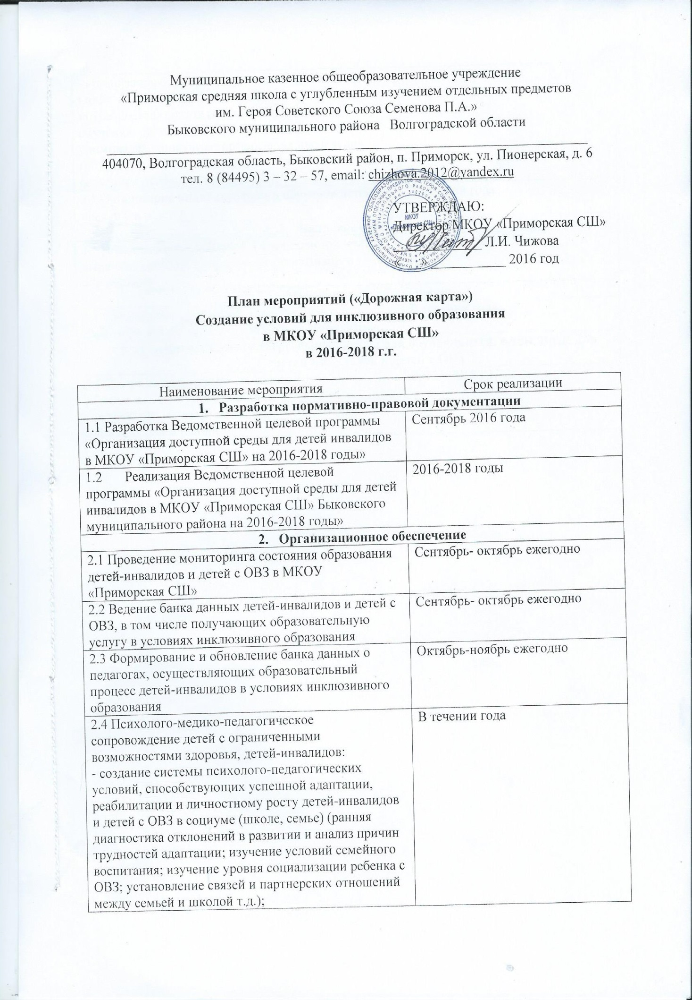 Муниципальное казенное общеобразовательное учреждение
«Приморская средняя школа с углубленным изучением отдельных предметов
им. Героя Советского Союза Семенова П.А.»
Быковского муниципального района Волгоградской области
404070, Волгоградская область, Быковский район, п. Приморск, ул. Пионерская, д. 6
тел. 8 (84495) 3 – 32 – 57, email: chizhova.2012@yandex.ru
УТВЕРЖДАЮ:
Директор МКОУ «Приморская СШ»
Л.И. Чижова
«    » ____________ 2016 год
МКОУ
«Приморская СШ»
План мероприятий («Дорожная карта»)
Создание условий для инклюзивного образования
в МКОУ «Приморская СШ»
в 2016-2018 г.г.
Наименование мероприятия Срок реализации
1. Разработка нормативно-правовой документации
1.1 Разработка Ведомственной целевой программы Сентябрь 2016 года
«Организация доступной среды для детей инвалидов
в МКОУ «Приморская СШ» на 2016-2018 годы»
1.2 Реализация Ведомственной целевой 2016-2018 годы
программы «Организация доступной среды для детей
инвалидов в МКОУ «Приморская СШ» Быковского
муниципального района на 2016-2018 годы»
2. Организационное обеспечение
2.1 Проведение мониторинга состояния образования Сентябрь- октябрь ежегодно
детей-инвалидов и детей с ОВЗ в МКОУ
«Приморская СШ»
2.2 Ведение банка данных детей-инвалидов и детей с Сентябрь- октябрь ежегодно
ОВЗ, в том числе получающих образовательную
услугу в условиях инклюзивного образования
2.3 Формирование и обновление банка данных о Октябрь-ноябрь ежегодно
педагогах, осуществляющих образовательный
процесс детей-инвалидов в условиях инклюзивного
образования
2.4 Психолого-медико-педагогическое В течении года
сопровождение детей с ограниченными
возможностями здоровья, детей-инвалидов:
- создание системы психолого-педагогических
условий, способствующих успешной адаптации,
реабилитации и личностному росту детей-инвалидов
и детей с ОВЗ в социуме (школе, семье) (ранняя
диагностика отклонений в развитии и анализ причин
трудностей адаптации; изучение условий семейного
воспитания; изучение уровня социализации ребенка с
ОВЗ; установление связей и партнерских отношений
между семьей и школой т.д.);